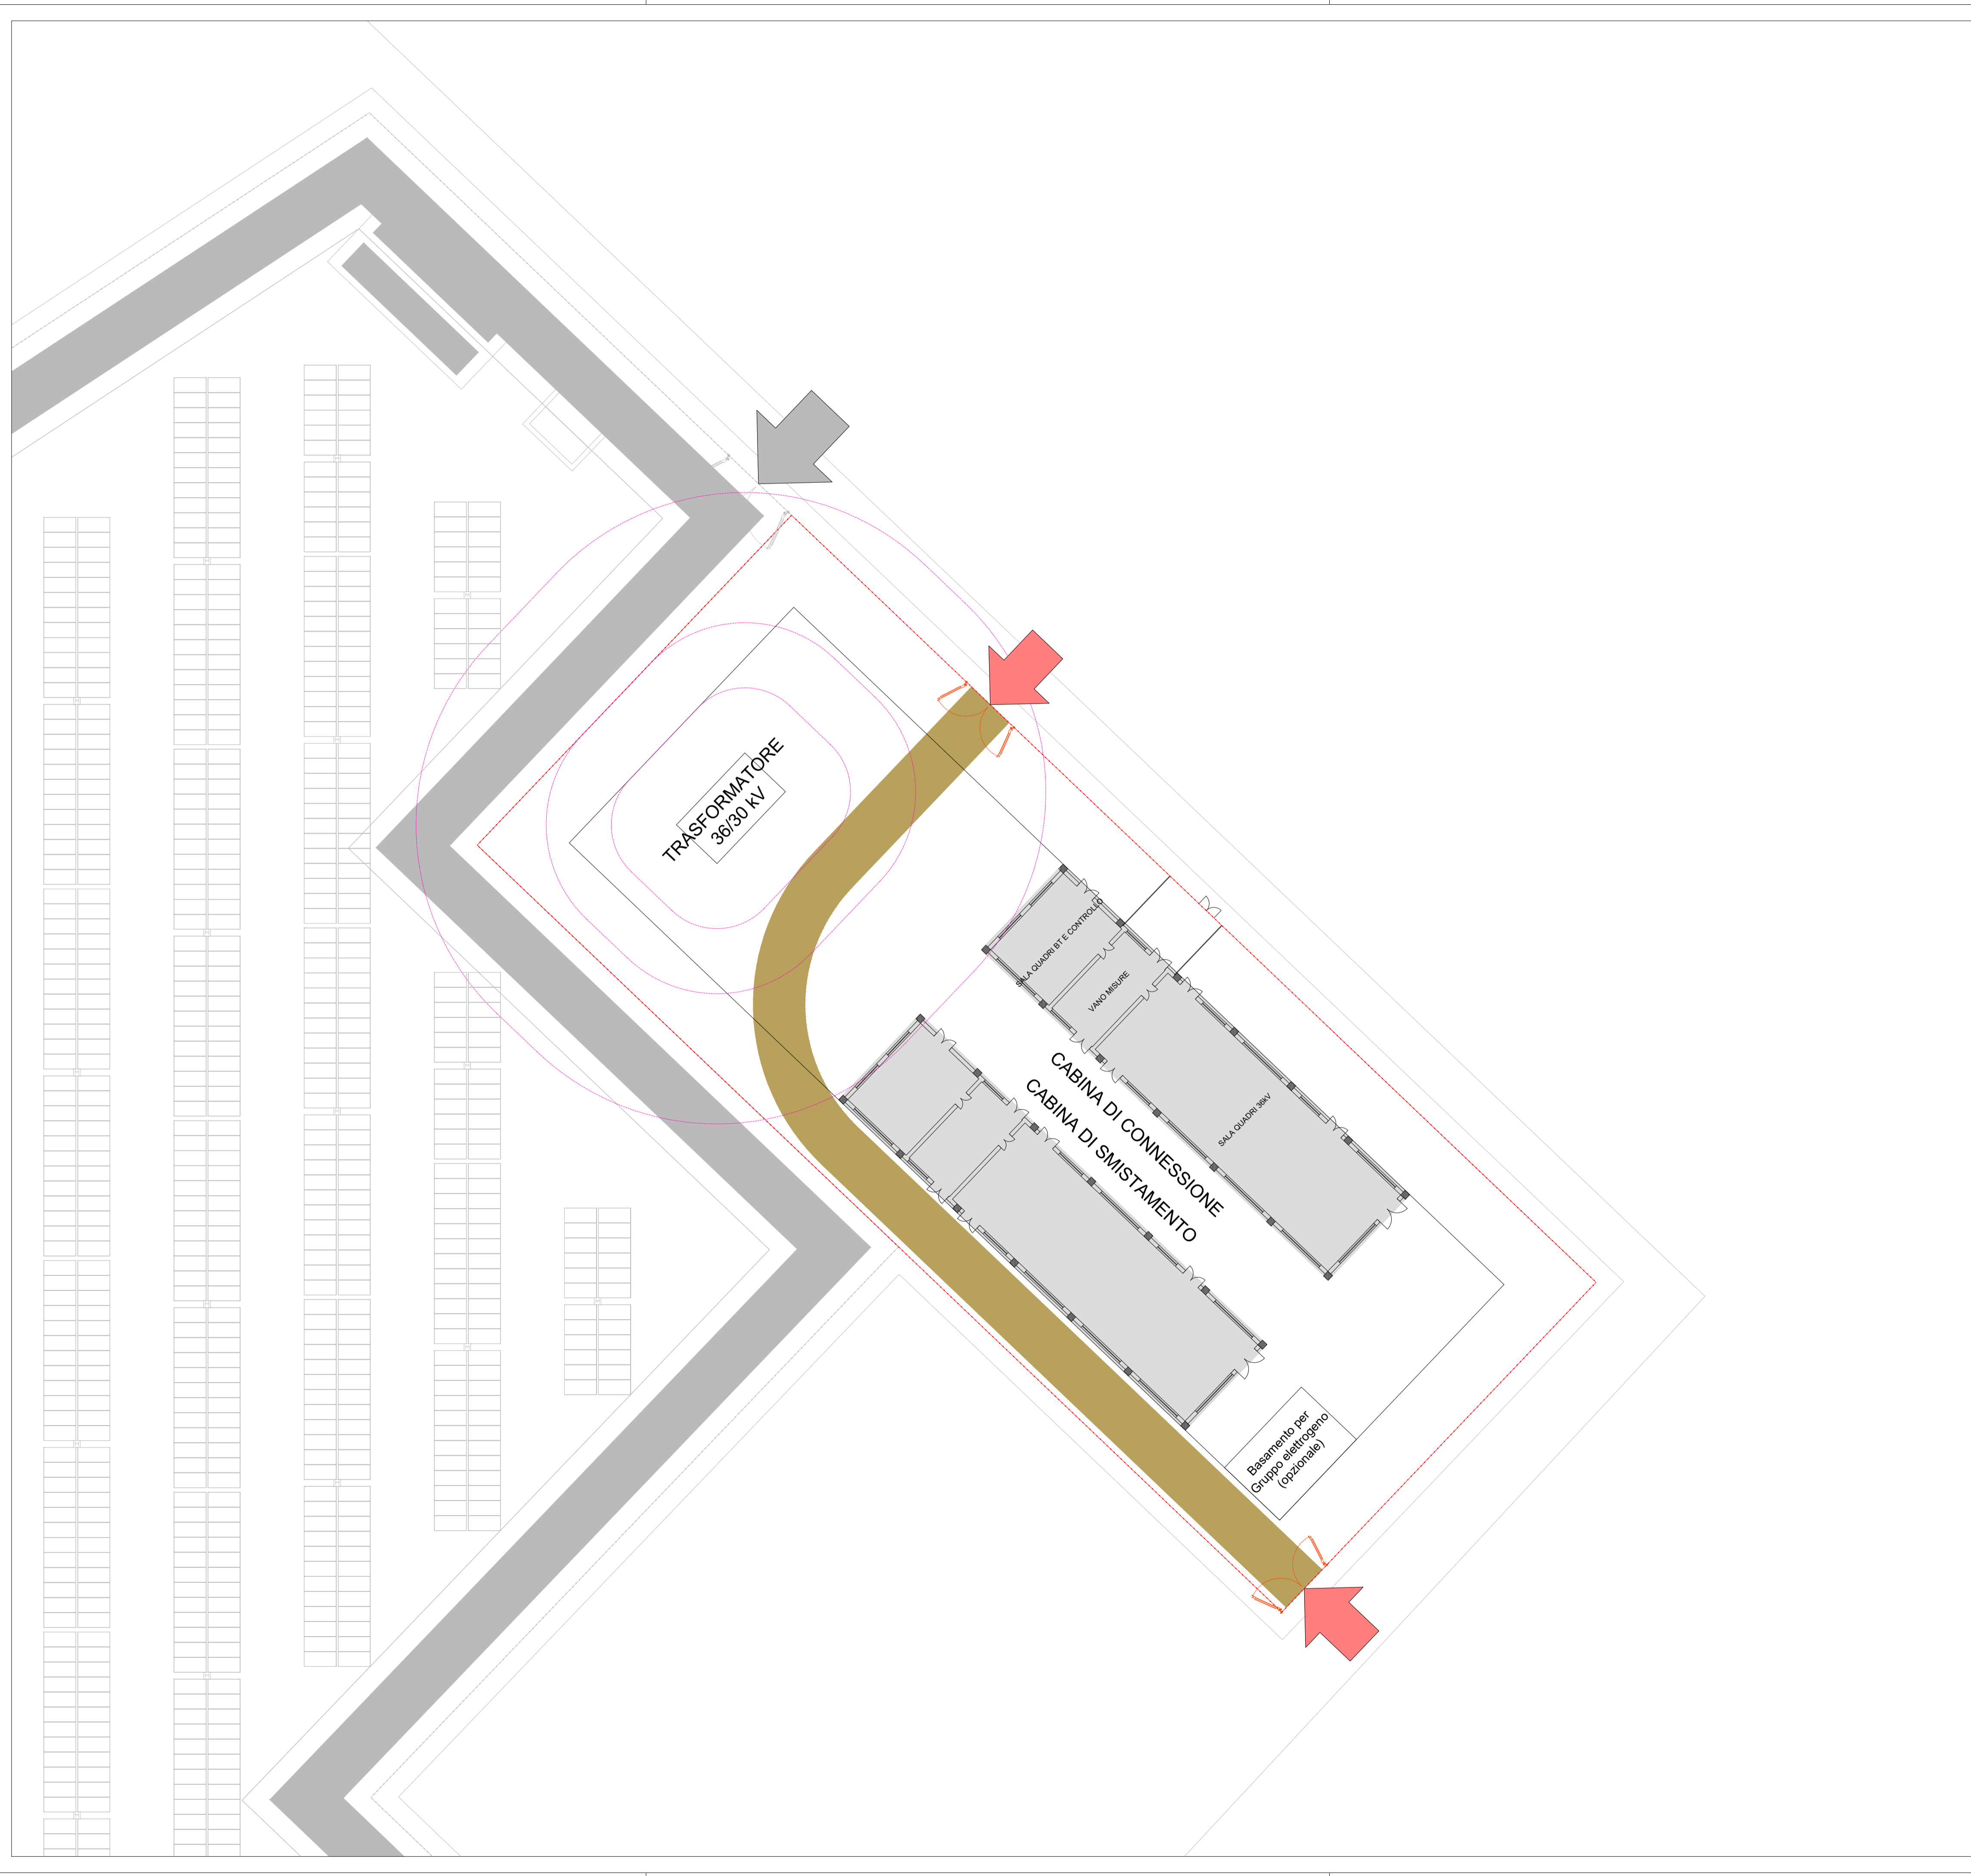 TRASFORMATORE
36/30 kV
SALA QUADRI BT E CONTROLLO
VANO MISURE
SALA QUADRI 36kV
CABINA DI CONNESSIONE
CABINA DI SMISTAMENTO
Basamento per
Gruppo elettrogeno
(opzionale)